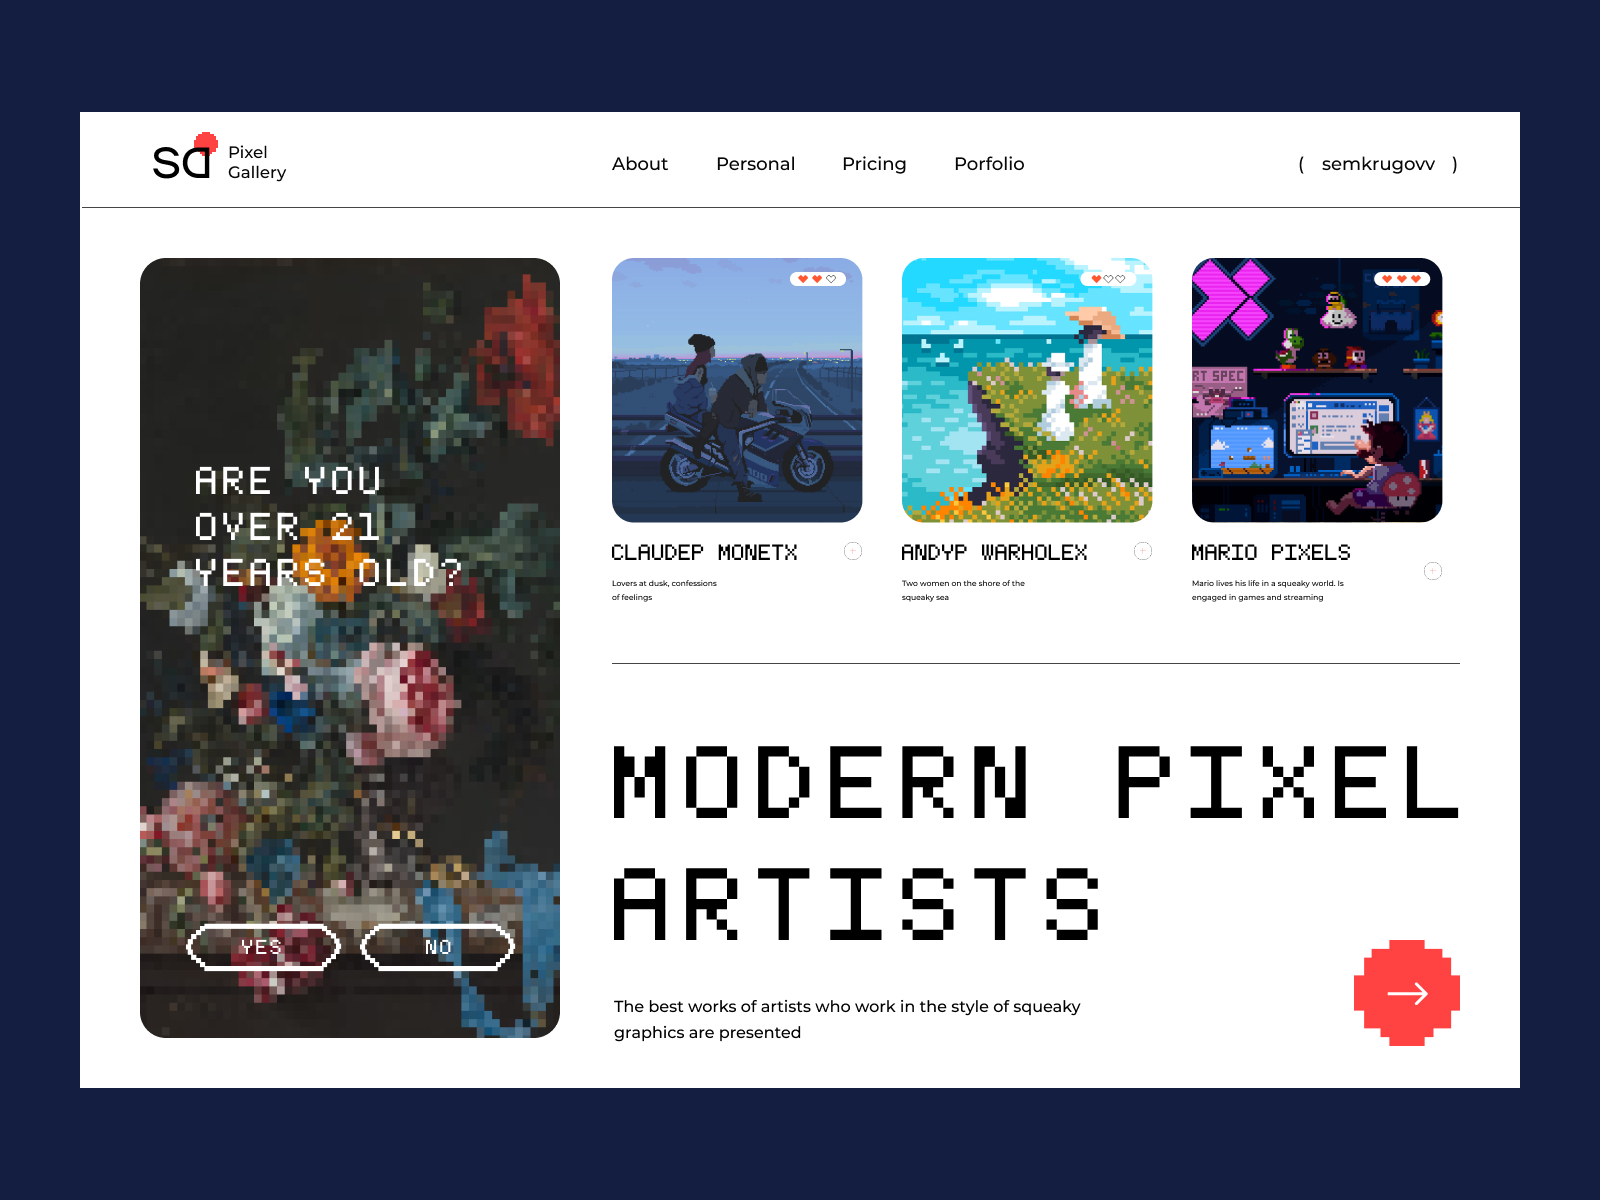 sa
Pixel
Gallery
About Personal Pricing Porfolio
( semkrugovv )
ARE YOU
OVER 21
YEARS OLD?
YES NO
RT SPEC
CLAUDEP MONETX
Lovers at dusk, confessions
of feelings
ANDYP WARHOLEX
Two women on the shore of the
squeaky sea
MARIO PIXELS
Mario lives his life in a squeaky world. Is
engaged in games and streaming
MODERN PIXEL
ARTISTS
The best works of artists who work in the style of squeaky
graphics are presented